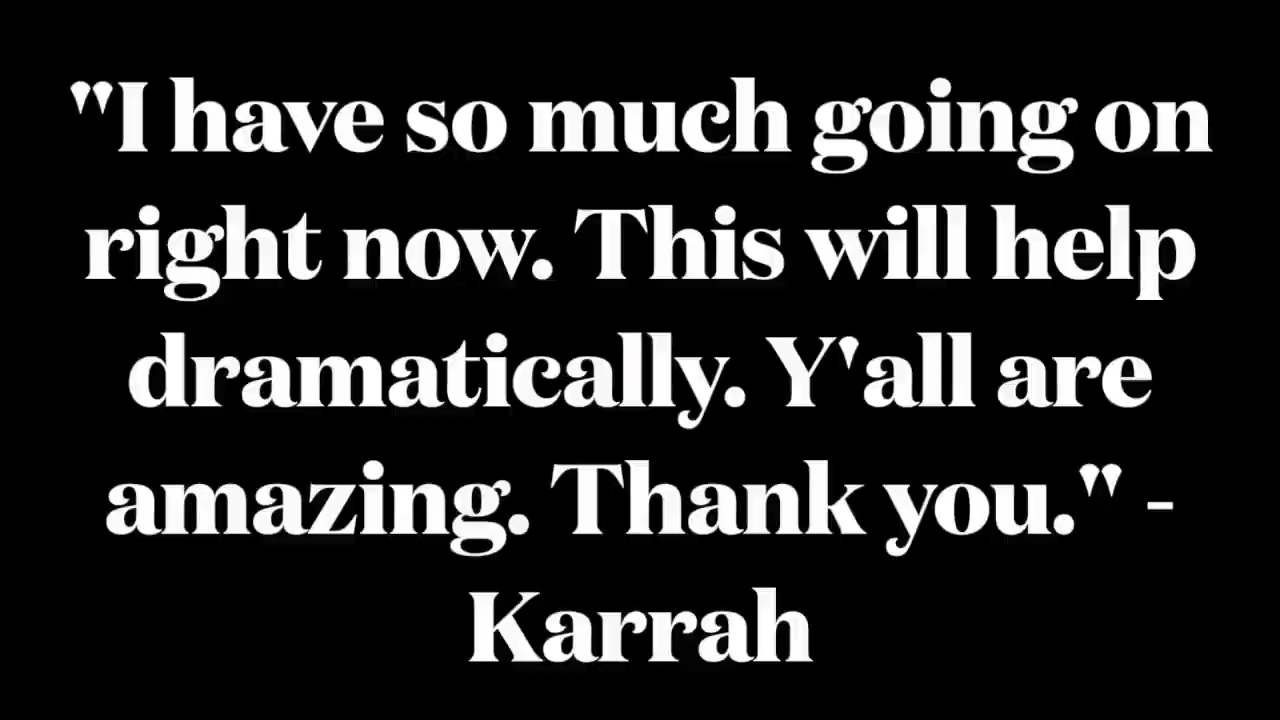 "I have so much going on
right now. This will help
dramatically. Y'all are
amazing. Thank you." -
Karrah